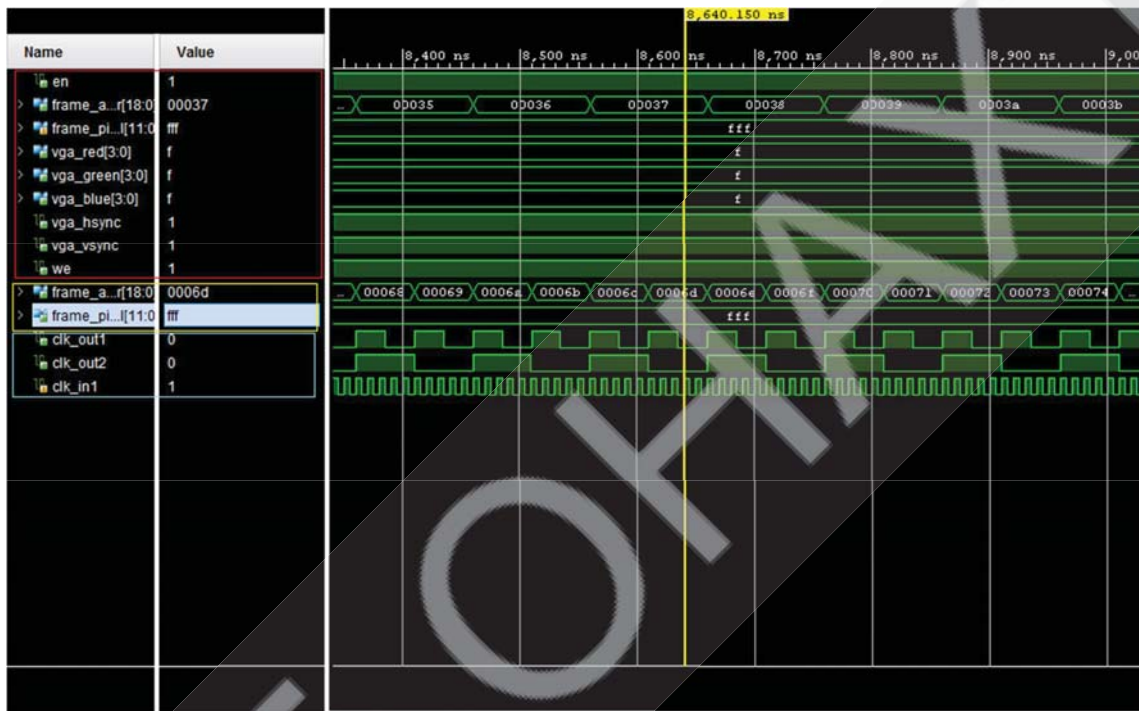 8,640.150 ns
Name Value
8,400 ns 8,500 ns 8,600 ns 8,700 ns 8,800 ns 8,900 ns 9,00
en 1
frame_a...r[18:0 00037 ... 00035 00036 00037 00038 00039 0003a 0003b
frame_pi...l[11:0 fff fff
vga_red[3:0] f f
vga_green[3:0] f f
vga_blue[3:0] f f
vga_hsync 1
vga_vsync 1
we 1
frame_a...r[18:0 0006d ... 00068 00069 0006a 0006b 0006c 0006d 0006e 0006f 00070 00071 00072 00073 00074 ...
frame_pi...l[11:0 fff fff
clk_out1 0
clk_out2 0
clk_in1 1
OHAX